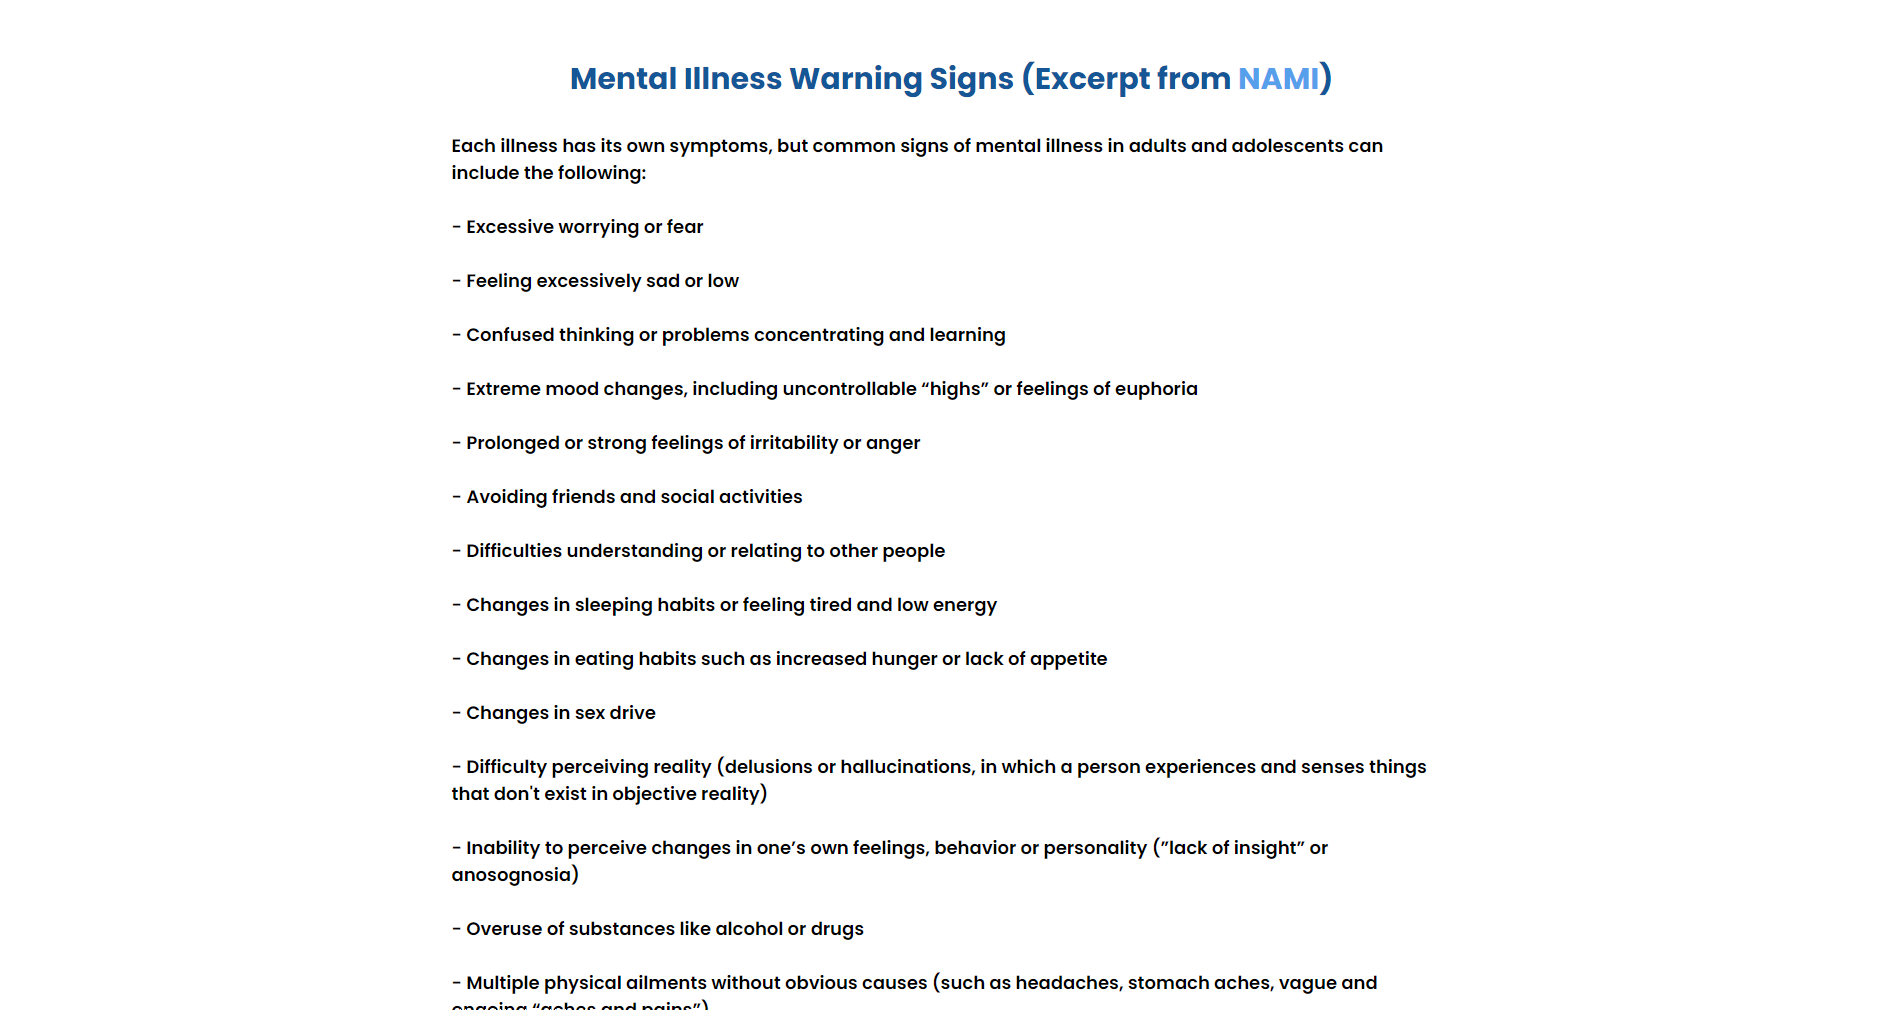 Mental Illness Warning Signs (Excerpt from NAMI)
Each illness has its own symptoms, but common signs of mental illness in adults and adolescents can
include the following:
- Excessive worrying or fear
- Feeling excessively sad or low
- Confused thinking or problems concentrating and learning
- Extreme mood changes, including uncontrollable “highs” or feelings of euphoria
- Prolonged or strong feelings of irritability or anger
- Avoiding friends and social activities
- Difficulties understanding or relating to other people
- Changes in sleeping habits or feeling tired and low energy
- Changes in eating habits such as increased hunger or lack of appetite
- Changes in sex drive
- Difficulty perceiving reality (delusions or hallucinations, in which a person experiences and senses things
that don't exist in objective reality)
- Inability to perceive changes in one’s own feelings, behavior or personality (”lack of insight” or
anosognosia)
- Overuse of substances like alcohol or drugs
- Multiple physical ailments without obvious causes (such as headaches, stomach aches, vague and
ongoing “aches and pains”)